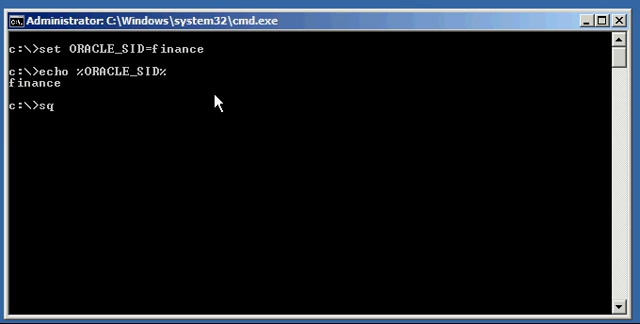 Administrator: C:\Windows\system32\cmd.exe
c:\>set ORACLE_SID=finance
c:\>echo %ORACLE_SID%
finance
c:\>sq